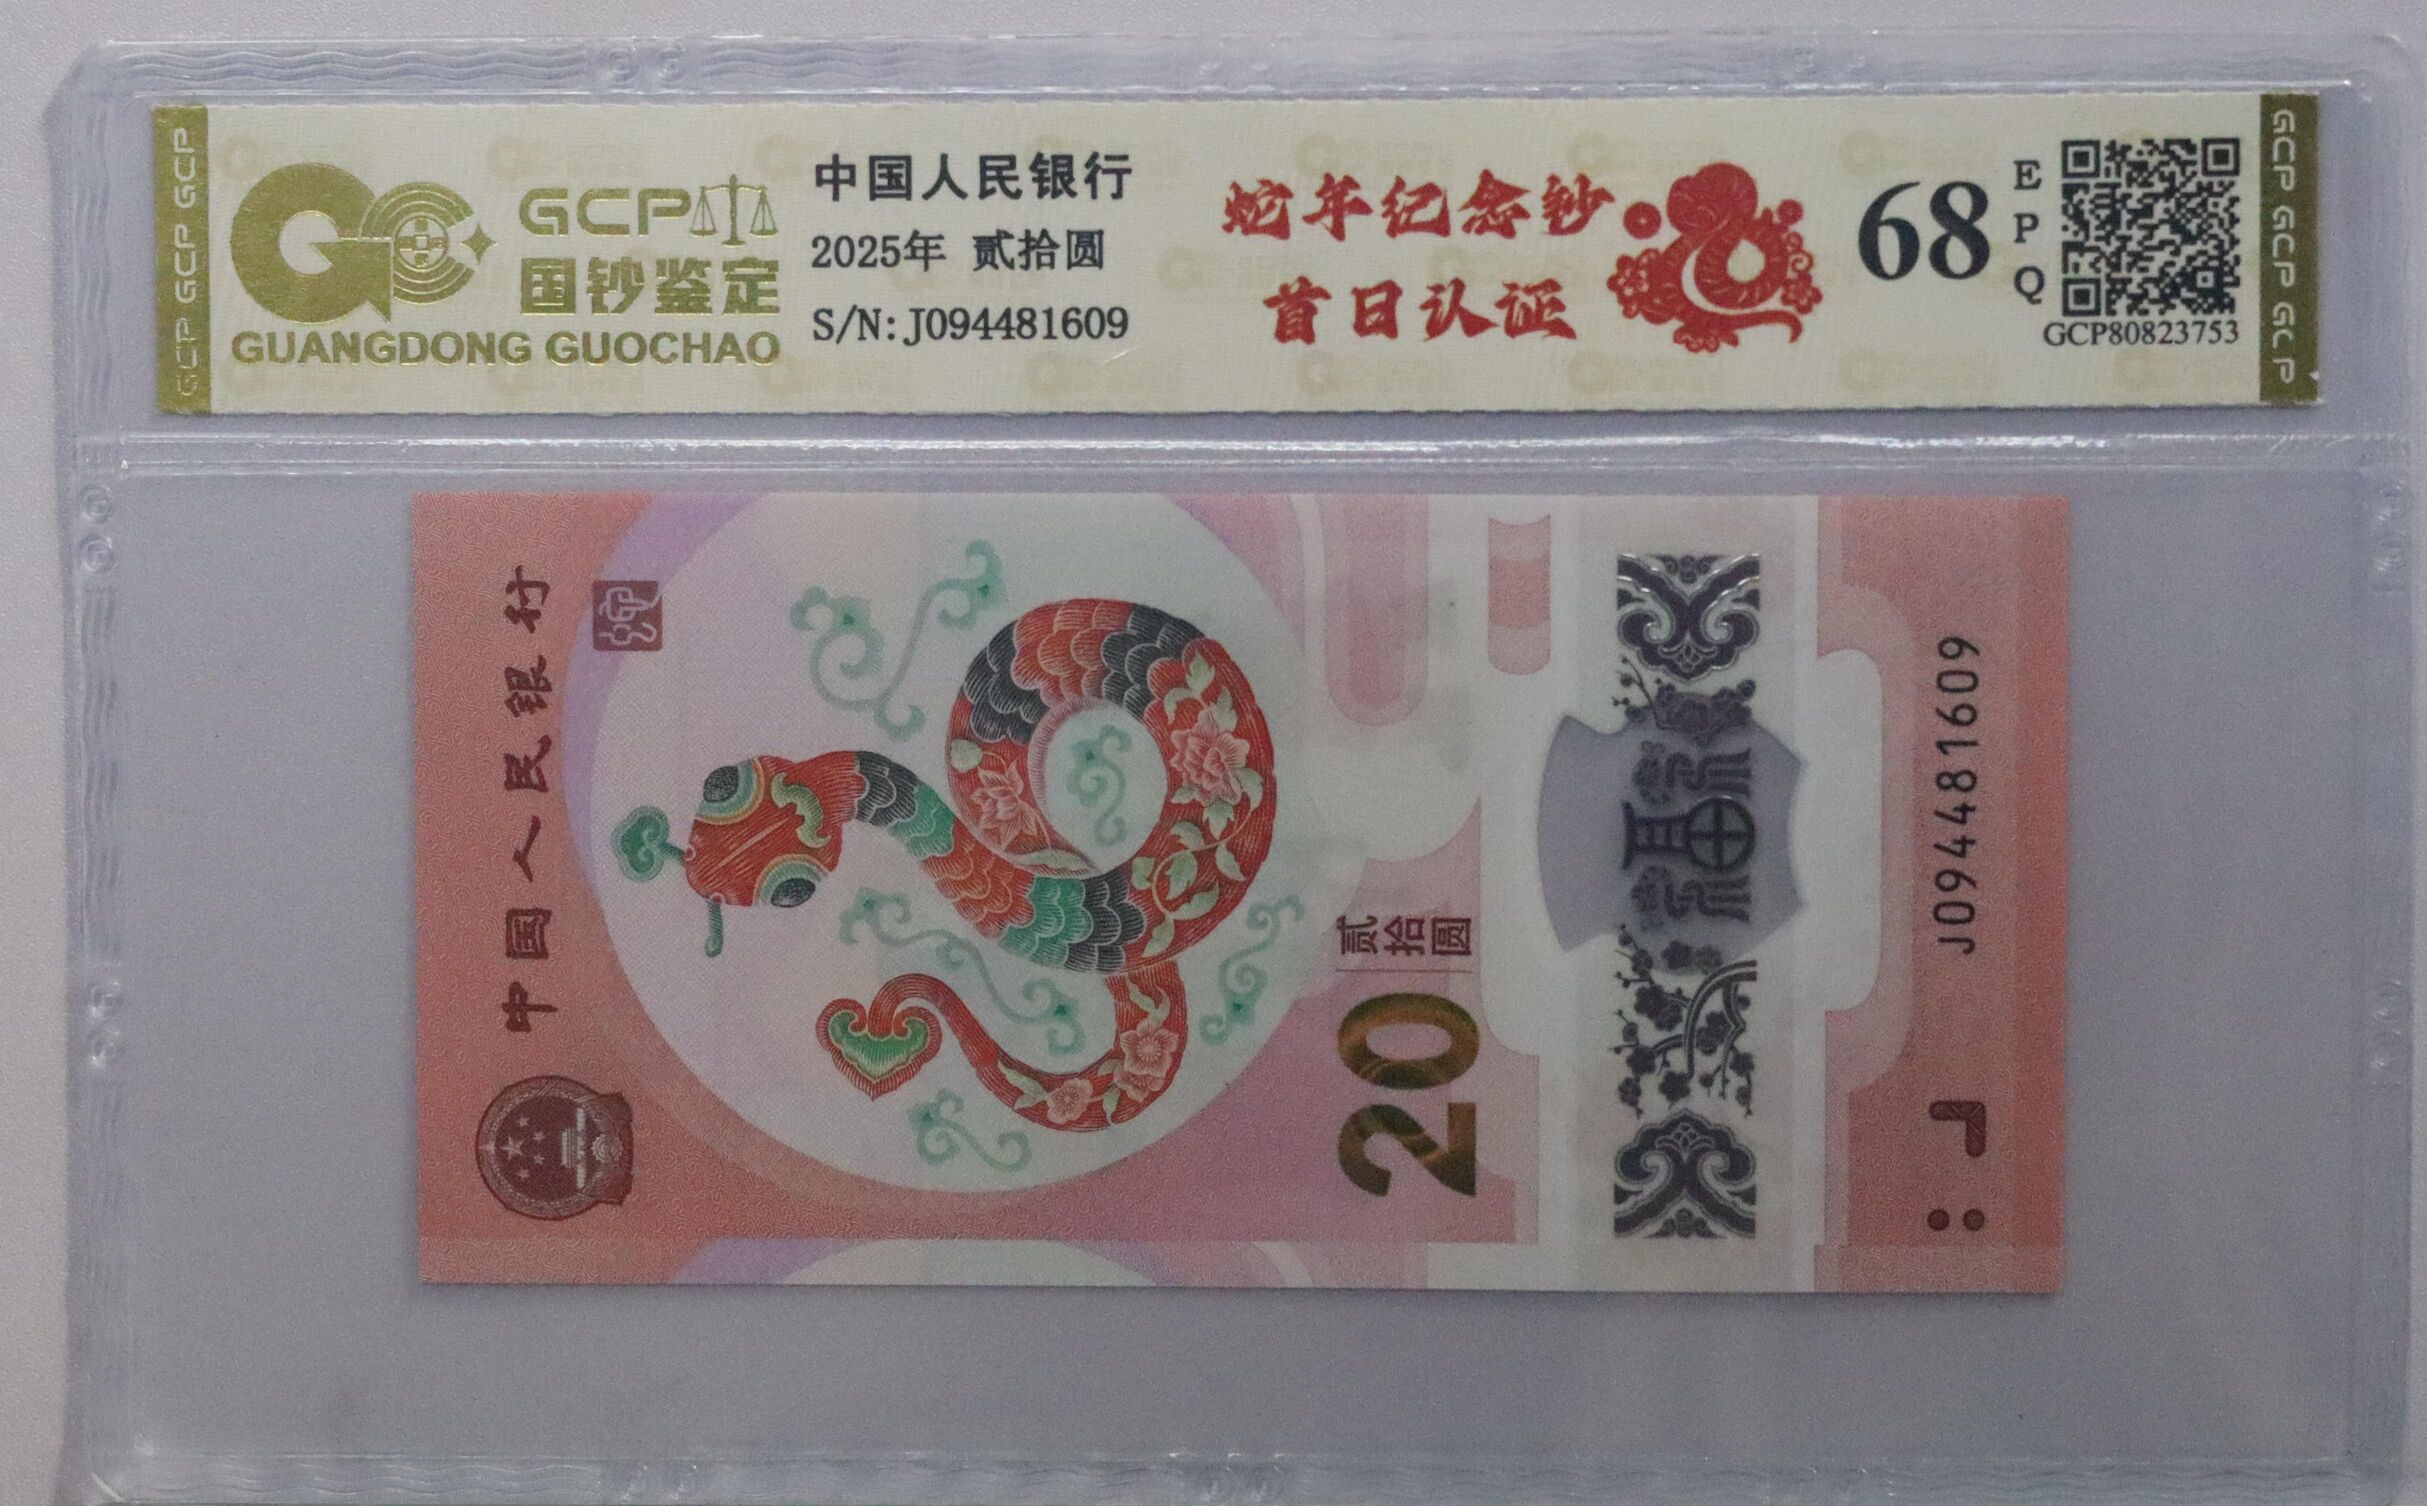 GCP GCP GCP
GCP
国钞鉴定
GUANGDONG GUOCHAO
中国人民银行
2025年 贰拾圆
S/N:J094481609
蛇年纪念钞
首日认证
68
EPQ
GCP80823753
GCP GCP GCP
中国人民银行
贰拾圆
20
福
J094481609